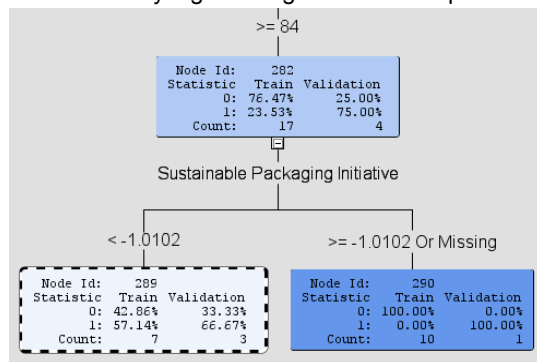 >= 84
Node Id: 282
Statistic Train Validation
0: 76.47% 25.00%
1: 23.53% 75.00%
Count: 17 4
Sustainable Packaging Initiative
< -1.0102
>= -1.0102 Or Missing
Node Id: 289
Statistic Train Validation
0: 42.86% 33.33%
1: 57.14% 66.67%
Count: 7 3
Node Id: 290
Statistic Train Validation
0: 100.00% 0.00%
1: 0.00% 100.00%
Count: 10 1